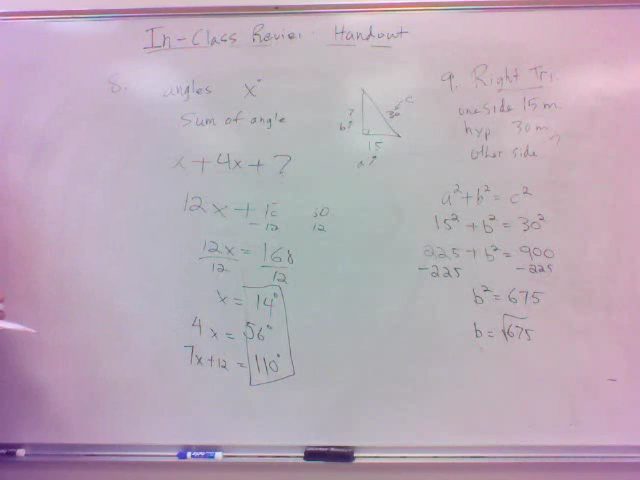 In-Class Review Handout
8. angles x°
Sum of angle
x + 4x + ?
12x + 12
- 12 12
12x = 168
12 12
x = 14°
4x = 56°
7x+12 = 110°
? 30 c
b
15
a
9. Right Tri.
one side 15 m
hyp 30 m
other side
a² + b² = c²
15² + b² = 30²
225 + b² = 900
-225 -225
b² = 675
b = √675